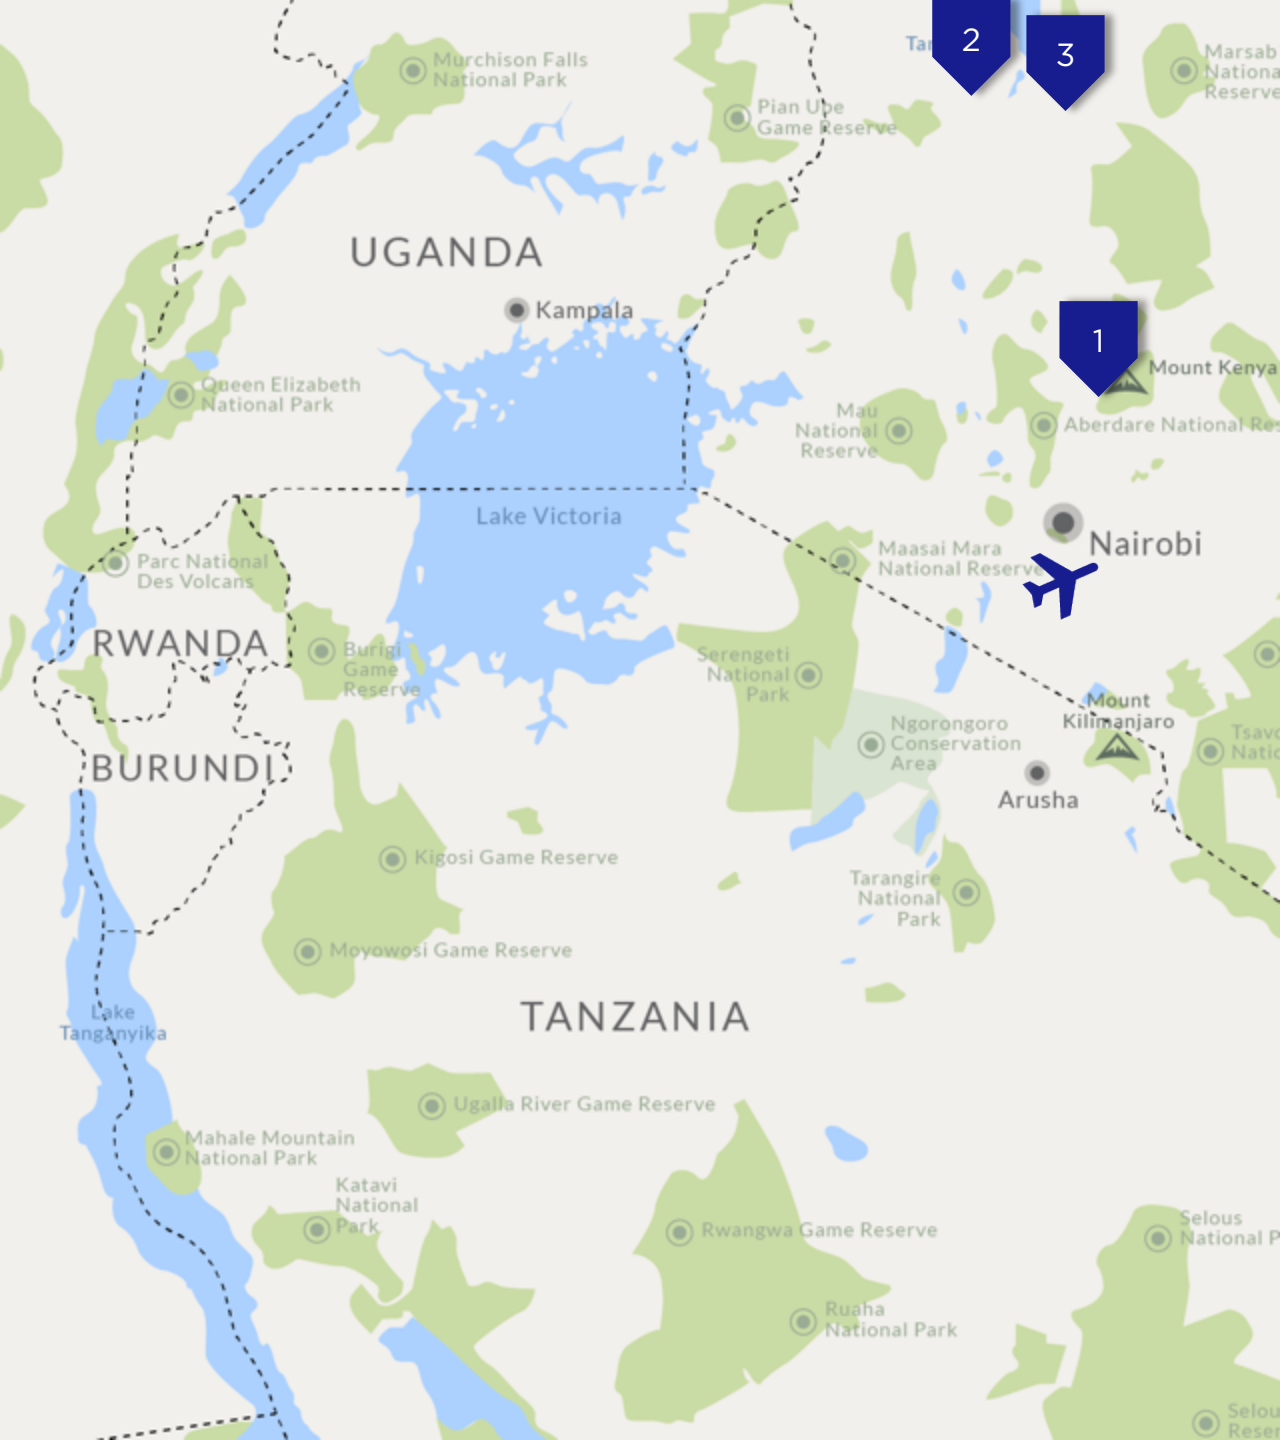 2
3
Tar
Murchison Falls
National Park
Marsab
Nationa
Reserve
Pian Upe
Game Reserve
UGANDA
Kampala
1
Mount Kenya
Queen Elizabeth
National Park
Mau
National
Reserve
Aberdare National Res
Lake Victoria
Nairobi
Parc National
Des Volcans
Maasai Mara
National Reserve
RWANDA
Burigi
Game
Reserve
Serengeti
National
Park
Mount
Kilimanjaro
Ngorongoro
Conservation
Area
Tsavo
Natio
BURUNDI
Arusha
Kigosi Game Reserve
Tarangire
National
Park
Moyowosi Game Reserve
TANZANIA
Lake
Tanganyika
Ugalla River Game Reserve
Mahale Mountain
National Park
Katavi
National
Park
Rwangwa Game Reserve
Selous
National P
Ruaha
National Park
Selou
Reser